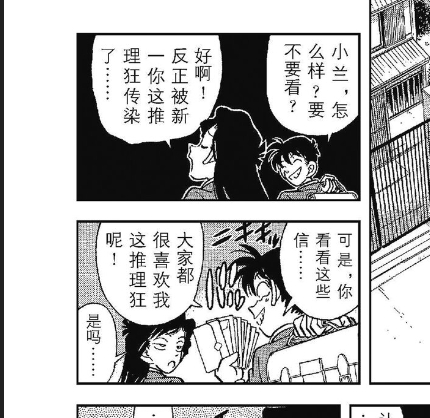 小兰，怎
么样？要
不要看？
好啊！
反正被新
一你这推
理狂传染
了……
可是，你
看看这些
信……
大家都
很喜欢我
这推理狂
呢！
是吗……